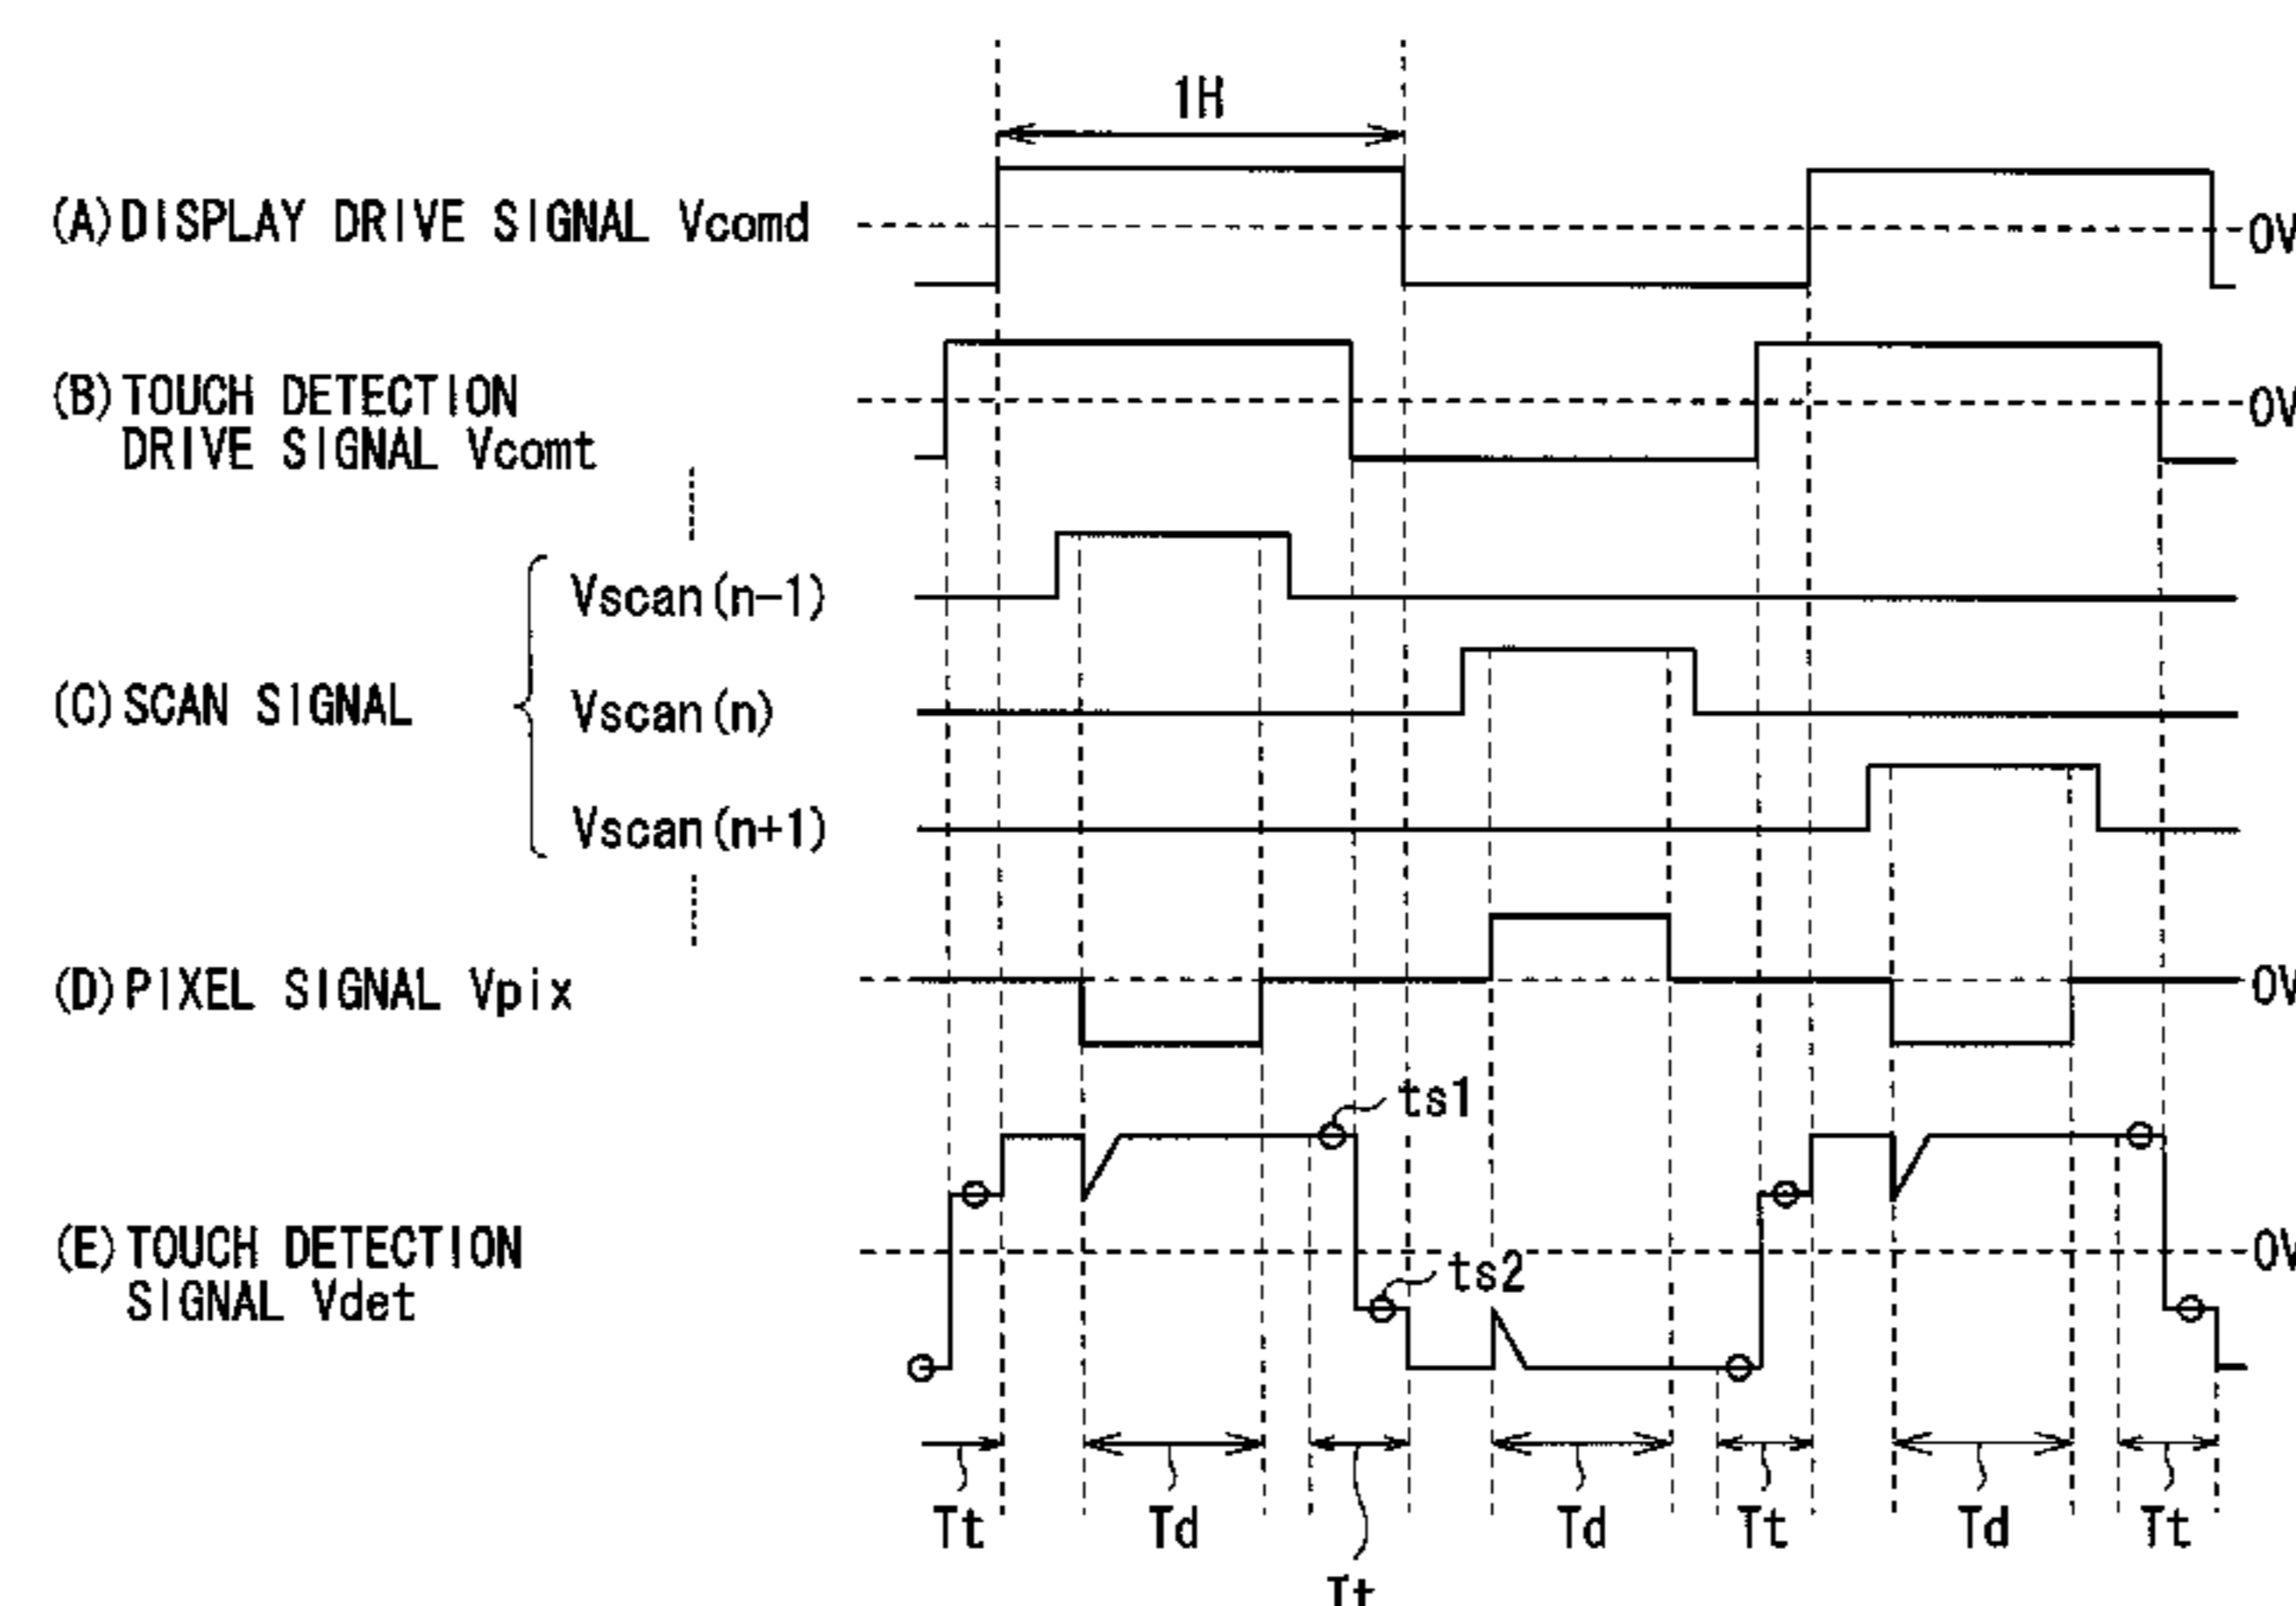 1H
(A) DISPLAY DRIVE SIGNAL Vcomd
0V
(B) TOUCH DETECTION
DRIVE SIGNAL Vcomt
0V
Vscan(n-1)
(C) SCAN SIGNAL
Vscan(n)
Vscan(n+1)
(D) PIXEL SIGNAL Vpix
0V
ts1
(E) TOUCH DETECTION
SIGNAL Vdet
0V
ts2
Tt Td Td Tt Td Tt
Tt